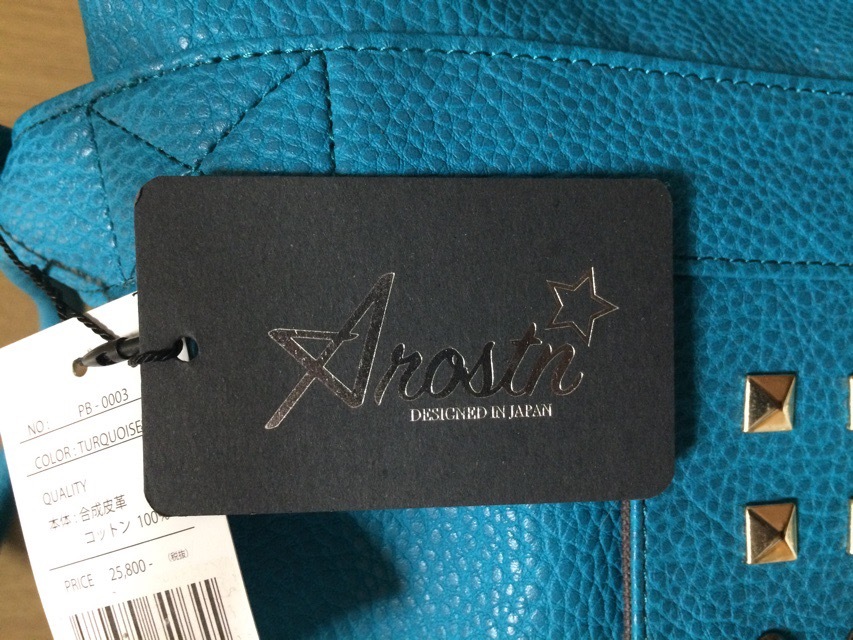 Arostn
DESIGNED IN JAPAN
NO: PB-0003
COLOR: TURQUOISE
QUALITY
本体:合成皮革
コットン 100%
(税抜)
PRICE 25,800-